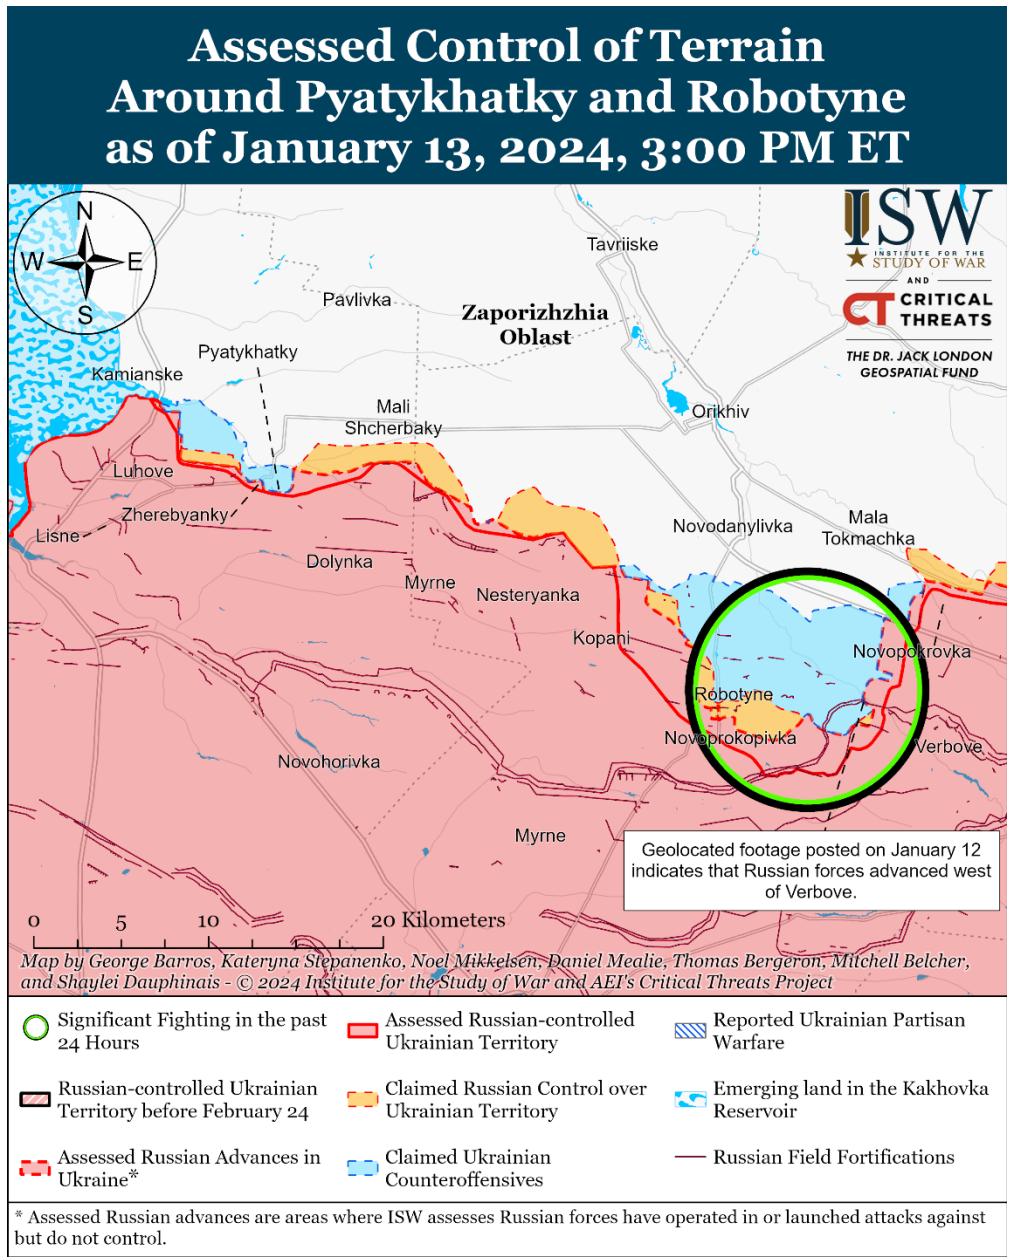 Assessed Control of Terrain
Around Pyatykhatky and Robotyne
as of January 13, 2024, 3:00 PM ET
N
W
E
S
ISW
INSTITUTE FOR THE
STUDY OF WAR
AND
CT CRITICAL
THREATS
THE DR. JACK LONDON
GEOSPATIAL FUND
Tavriiske
Pavlivka
Zaporizhzhia
Oblast
Pyatykhatky
Kamianske
Mali
Shcherbaky
Orikhiv
Luhove
Zherebyanky
Lisne
Novodanylivka
Mala
Tokmachka
Dolynka
Myrne
Nesteryanka
Kopani
Novopokrovka
Robotyne
Novoprokopivka
Verbove
Novohorivka
Myrne
Geolocated footage posted on January 12
indicates that Russian forces advanced west
of Verbove.
0 5 10 20 Kilometers
Map by George Barros, Kateryna Stepanenko, Noel Mikkelsen, Daniel Mealie, Thomas Bergeron, Mitchell Belcher,
and Shaylei Dauphinais - © 2024 Institute for the Study of War and AEI's Critical Threats Project
Significant Fighting in the past
24 Hours
Assessed Russian-controlled
Ukrainian Territory
Reported Ukrainian Partisan
Warfare
Russian-controlled Ukrainian
Territory before February 24
Claimed Russian Control over
Ukrainian Territory
Emerging land in the Kakhovka
Reservoir
Assessed Russian Advances in
Ukraine*
Claimed Ukrainian
Counteroffensives
Russian Field Fortifications
* Assessed Russian advances are areas where ISW assesses Russian forces have operated in or launched attacks against
but do not control.